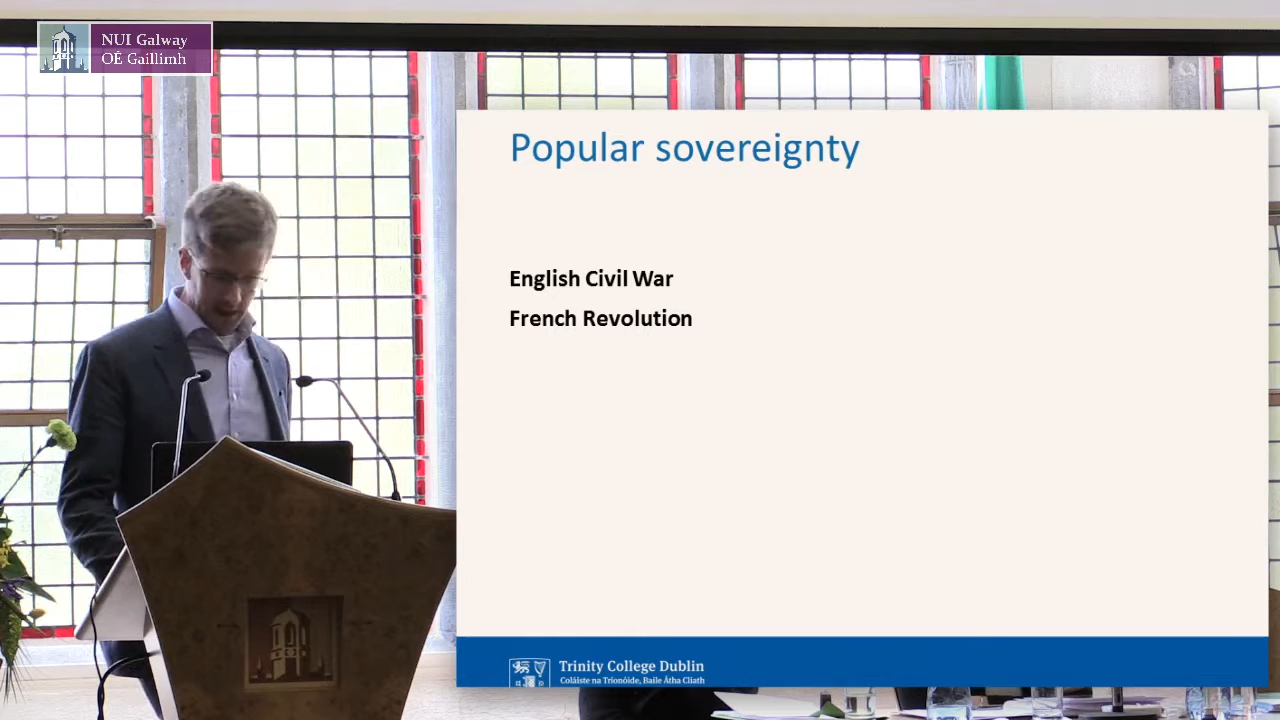 NUI Galway
OÉ Gaillimh
Popular sovereignty
English Civil War
French Revolution
Trinity College Dublin
Coláiste na Tríonóide, Baile Átha Cliath